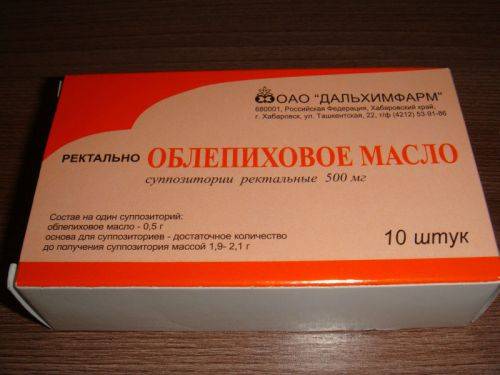 ОАО "ДАЛЬХИМФАРМ"
680001, Российская Федерация, Хабаровский край,
г. Хабаровск, ул. Ташкентская, 22, т/ф (4212) 53-91-86
РЕКТАЛЬНО ОБЛЕПИХОВОЕ МАСЛО
суппозитории ректальные 500 мг
Состав на один суппозиторий:
облепиховое масло - 0,5 г
основа для суппозиториев - достаточное количество
до получения суппозитория массой 1,9- 2,1 г
10 штук